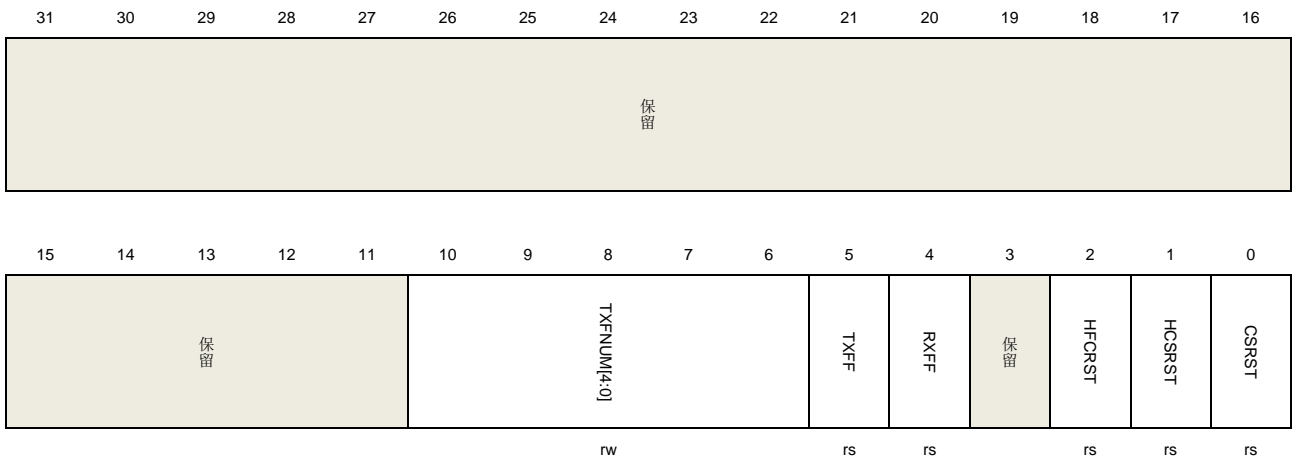 31 30 29 28 27 26 25 24 23 22 21 20 19 18 17 16
保留
15 14 13 12 11 10 9 8 7 6 5 4 3 2 1 0
保留 TXFNUM[4:0] TXFF RXFF 保留 HFCRST HCSRST CSRST
rw rs rs rs rs rs